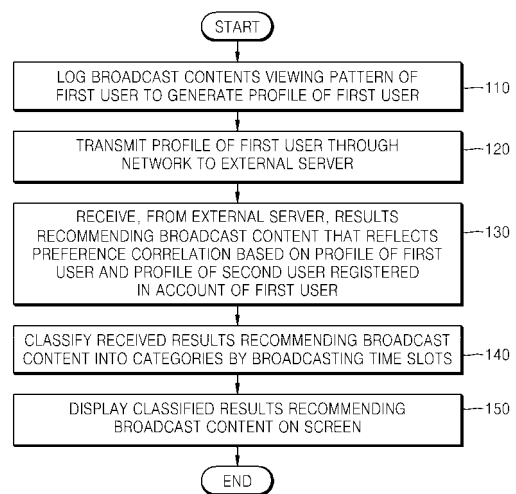 START
LOG BROADCAST CONTENTS VIEWING PATTERN OF
FIRST USER TO GENERATE PROFILE OF FIRST USER
110
TRANSMIT PROFILE OF FIRST USER THROUGH
NETWORK TO EXTERNAL SERVER
120
RECEIVE, FROM EXTERNAL SERVER, RESULTS
RECOMMENDING BROADCAST CONTENT THAT REFLECTS
PREFERENCE CORRELATION BASED ON PROFILE OF FIRST
USER AND PROFILE OF SECOND USER REGISTERED
IN ACCOUNT OF FIRST USER
130
CLASSIFY RECEIVED RESULTS RECOMMENDING BROADCAST
CONTENT INTO CATEGORIES BY BROADCASTING TIME SLOTS
140
DISPLAY CLASSIFIED RESULTS RECOMMENDING
BROADCAST CONTENT ON SCREEN
150
END